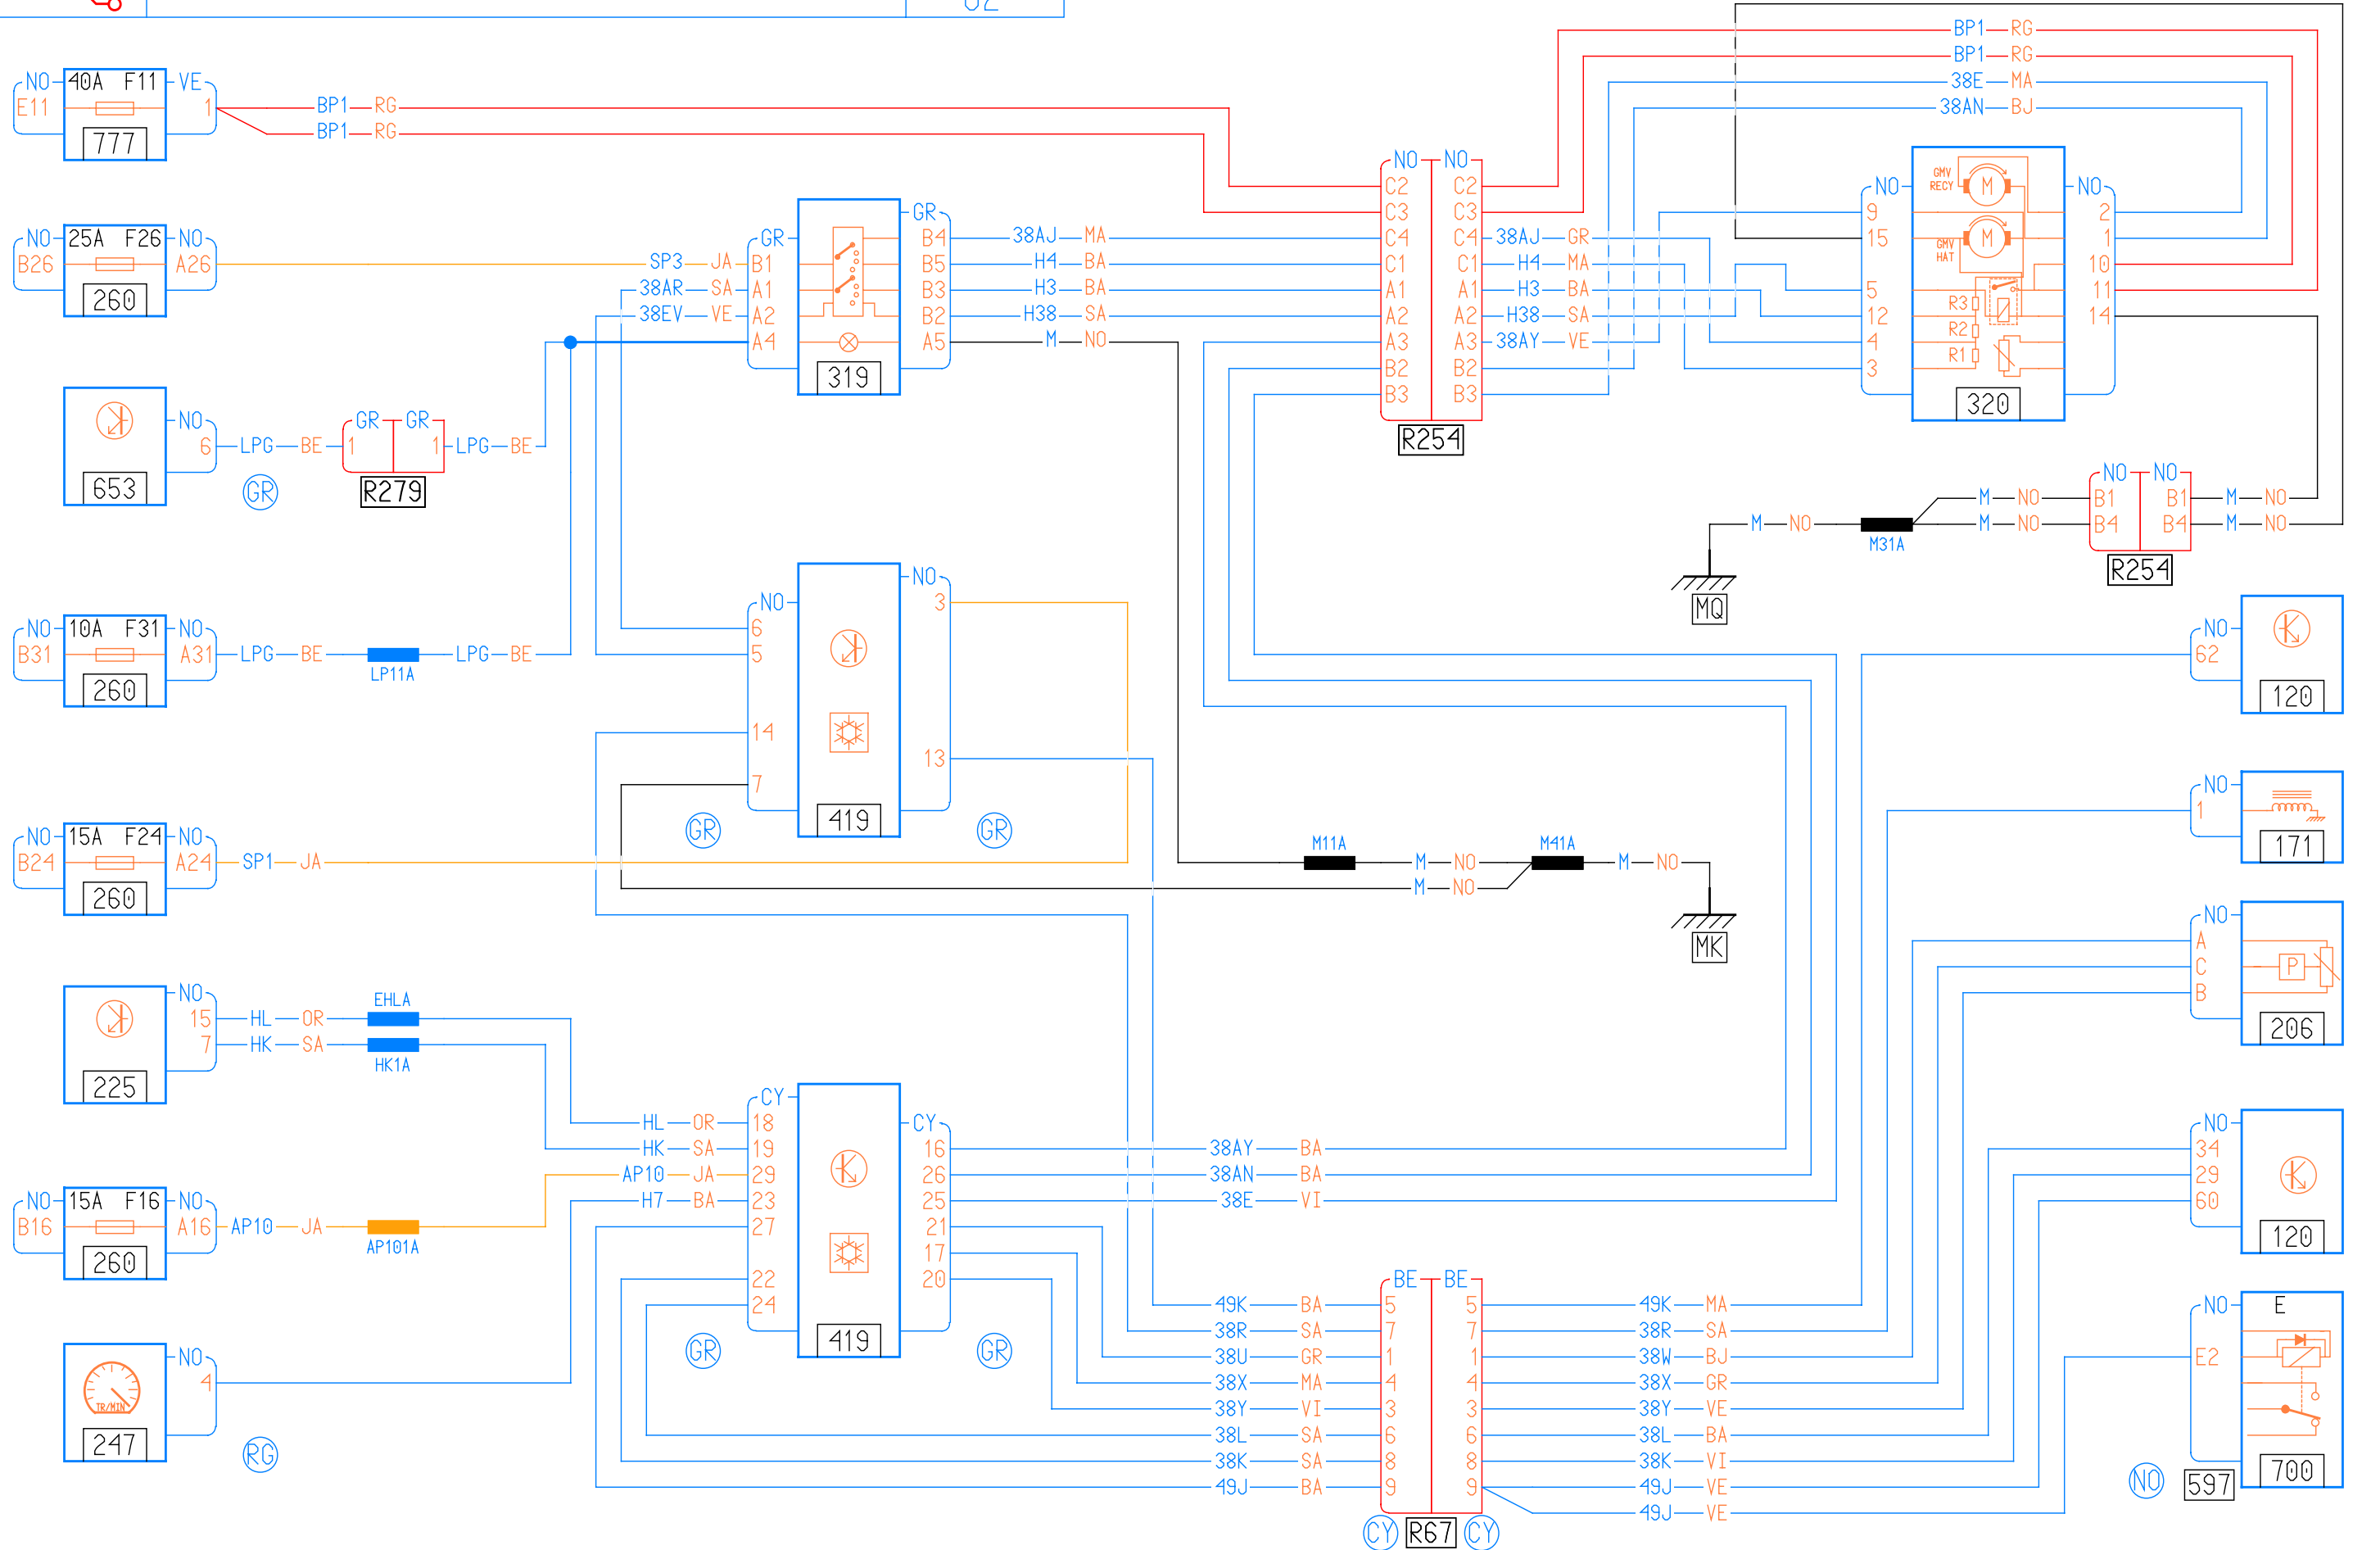 NO 40A F11 VE
E11 1
777
BP1 RG
BP1 RG
NO 25A F26 NO
B26 A26
260
SP3 JA
38AR SA
38EV VE
GR
B1
A1
A2
A4
319
GR
B4 38AJ MA
B5 H4 BA
B3 H3 BA
B2 H38 SA
A5 M NO
NO NO
C2 C2
C3 C3
C4 C4 38AJ GR
C1 C1 H4 MA
A1 A1 H3 BA
A2 A2 H38 SA
A3 A3 38AY VE
B2 B2
B3 B3
R254
BP1 RG
BP1 RG
38E MA
38AN BJ
NO
9
15
5
12
4
3
GMV
RECY
M
GMV
HAT
M
R3
R2
R1
320
NO
2
1
10
11
14
653
NO
6 LPG BE
GR
GR GR
1 1 LPG BE
R279
M NO
M31A
M NO
M NO
NO NO
B1 B1 M NO
B4 B4 M NO
R254
MQ
NO 10A F31 NO
B31 A31 LPG BE LPG BE
LP11A
260
NO
6
5
14
7
419
NO
3
13
GR GR
NO
62
120
NO
1
171
NO 15A F24 NO
B24 A24 SP1 JA
260
M11A M41A
M NO M NO
M NO
MK
NO
A
C
B
P
206
NO
15 HL OR
7 HK SA
EHLA
HK1A
225
CY
HL OR 18
HK SA 19
AP10 JA 29
H7 BA 23
27
22
24
419
CY
16 38AY BA
26 38AN BA
25 38E VI
21
17
20
GR GR
NO 15A F16 NO
B16 A16 AP10 JA
AP101A
260
NO
34
29
60
120
NO
4
TR/MIN
247
RG
BE BE
49K BA 5 5 49K MA
38R SA 7 7 38R SA
38U GR 1 1 38W BJ
38X MA 4 4 38X GR
38Y VI 3 3 38Y VE
38L SA 6 6 38L BA
38K SA 8 8 38K VI
49J BA 9 9 49J VE
49J VE
CY R67 CY
NO E
E2
NO 597 700